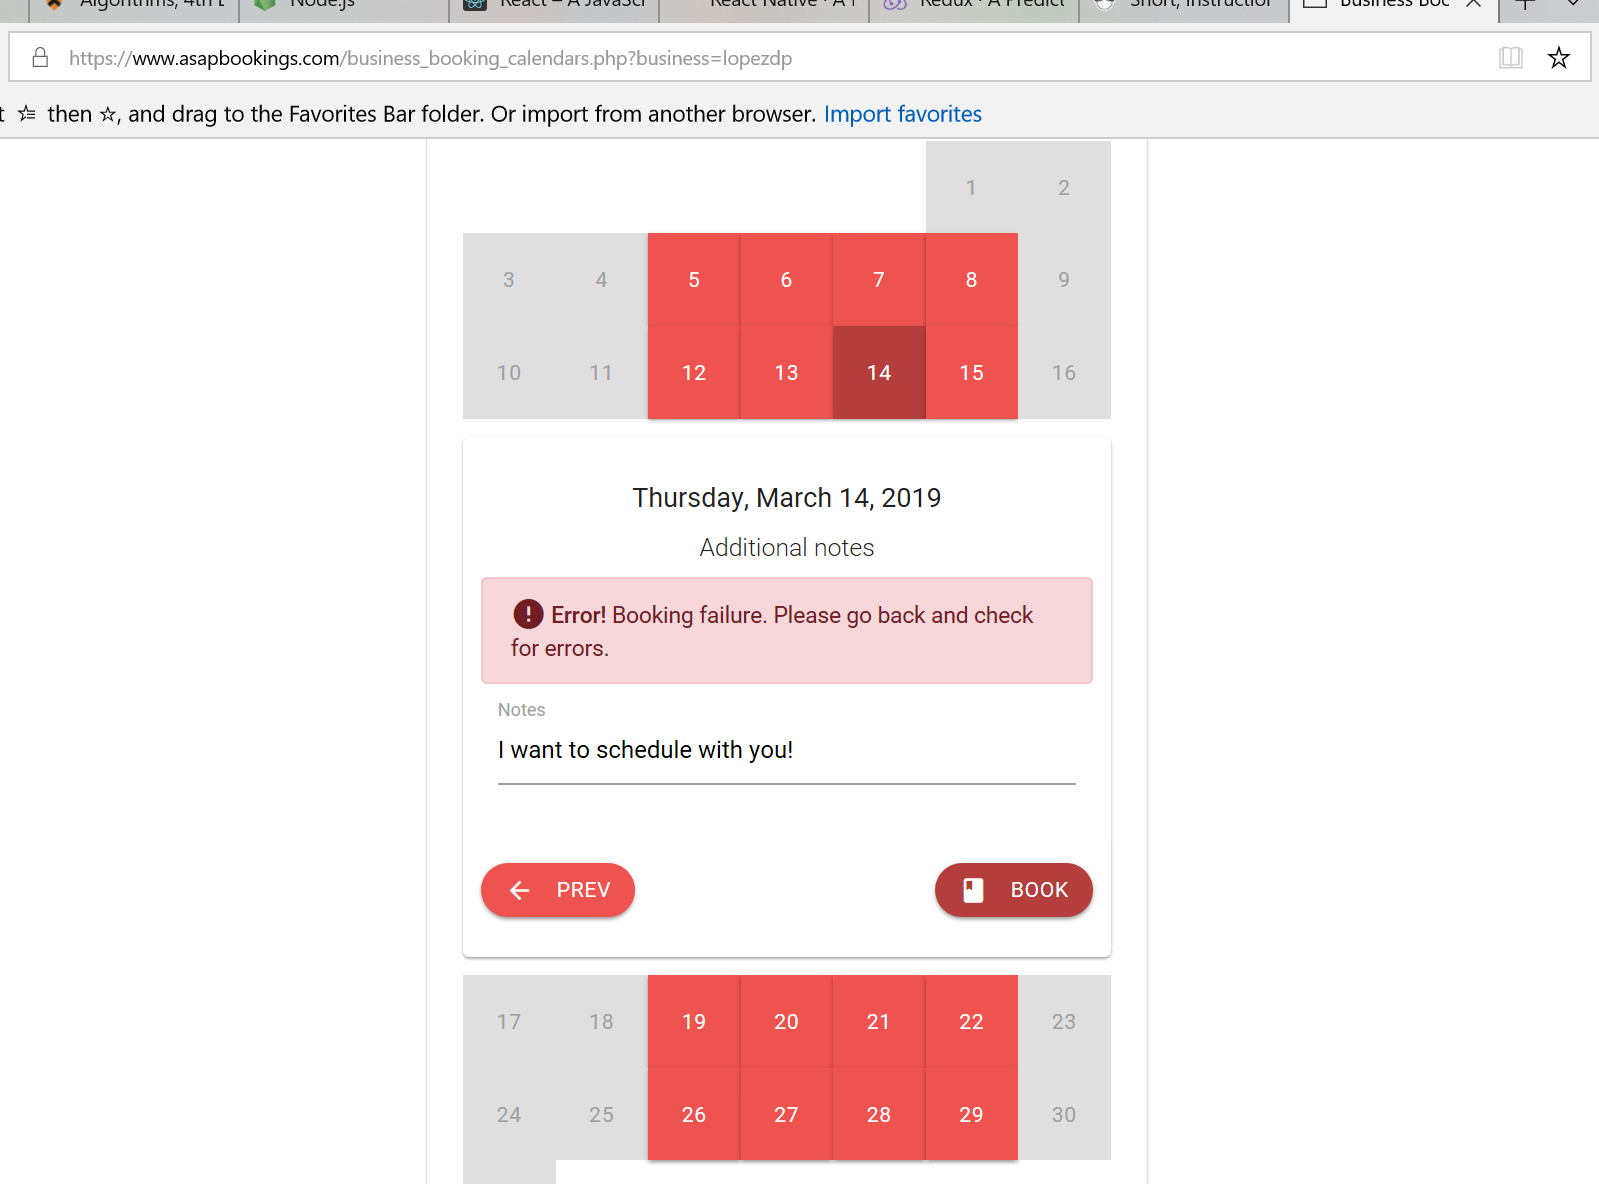 Algorithms, 4th E Node.js React – A JavaScr React Native · A f Redux · A Predict Short, instruction Business Boo
https://www.asapbookings.com/business_booking_calendars.php?business=lopezdp
t then , and drag to the Favorites Bar folder. Or import from another browser. Import favorites
1 2
3 4 5 6 7 8 9
10 11 12 13 14 15 16
Thursday, March 14, 2019
Additional notes
Error! Booking failure. Please go back and check
for errors.
Notes
I want to schedule with you!
PREV BOOK
17 18 19 20 21 22 23
24 25 26 27 28 29 30